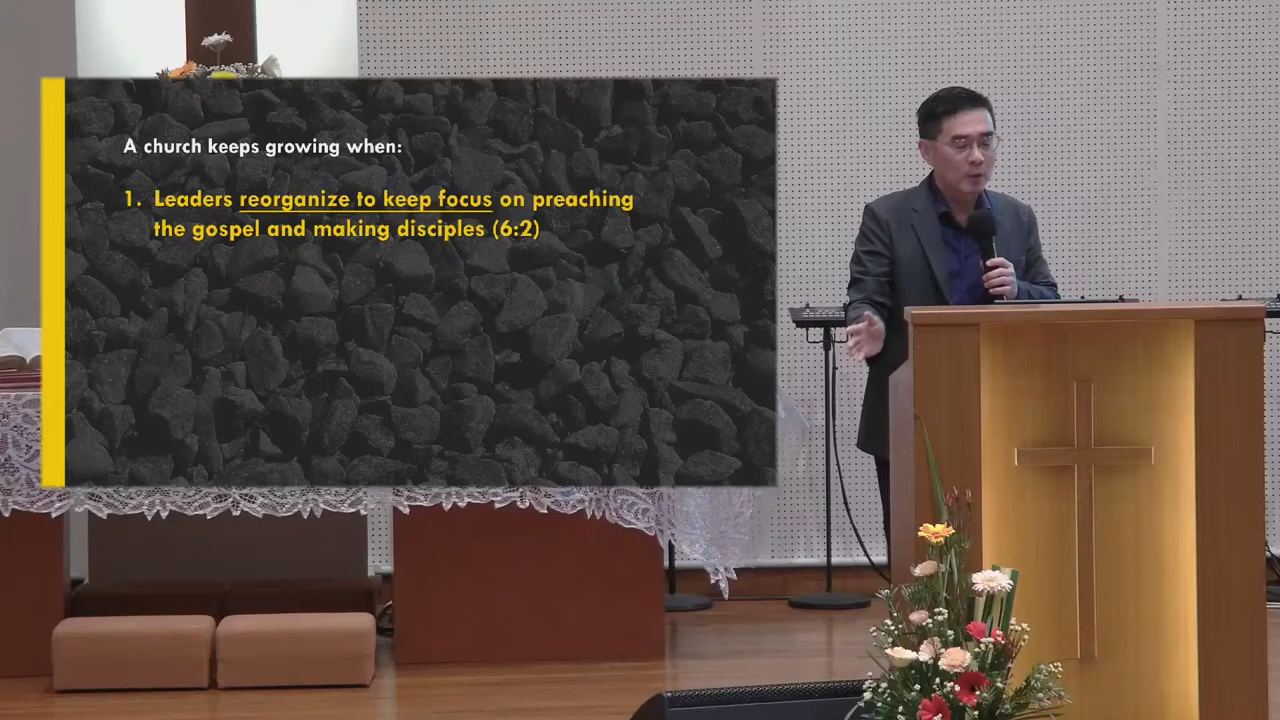 A church keeps growing when:
1. Leaders reorganize to keep focus on preaching
the gospel and making disciples (6:2)